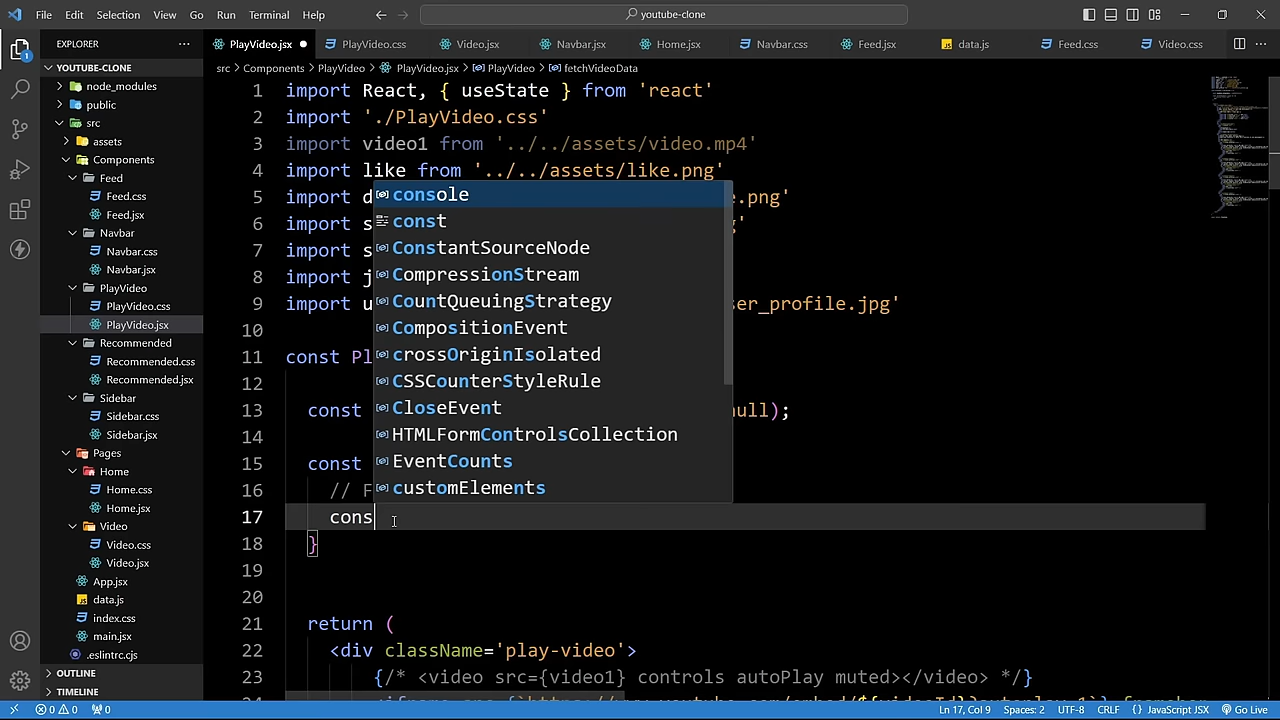 File Edit Selection View Go Run Terminal Help
youtube-clone
EXPLORER
PlayVideo.jsx PlayVideo.css Video.jsx Navbar.jsx Home.jsx Navbar.css Feed.jsx data.js Feed.css Video.css
YOUTUBE-CLONE
src > Components > PlayVideo > PlayVideo.jsx > PlayVideo > fetchVideoData
node_modules
public
src
assets
Components
Feed
Feed.css
Feed.jsx
Navbar
Navbar.css
Navbar.jsx
PlayVideo
PlayVideo.css
PlayVideo.jsx
Recommended
Recommended.css
Recommended.jsx
Sidebar
Sidebar.css
Sidebar.jsx
Pages
Home
Home.css
Home.jsx
Video
Video.css
Video.jsx
App.jsx
data.js
index.css
main.jsx
.eslintrc.cjs
OUTLINE
TIMELINE
1 import React, { useState } from 'react'
2 import './PlayVideo.css'
3 import video1 from '../../assets/video.mp4'
4 import like from '../../assets/like.png'
5 import d e.png'
6 import s g'
7 import s
8 import j
9 import u ser_profile.jpg'
10
11 const Pl
12
13 const null);
14
15 const
16 // F
17 cons
18 }
19
20
21 return (
22 <div className='play-video'>
23 {/* <video src={video1} controls autoPlay muted></video> */}
console
const
ConstantSourceNode
CompressionStream
CountQueuingStrategy
CompositionEvent
crossOriginIsolated
CSSCounterStyleRule
CloseEvent
HTMLFormControlsCollection
EventCounts
customElements
1
0 0 0 Ln 17, Col 9 Spaces: 2 UTF-8 CRLF {} JavaScript JSX Go Live